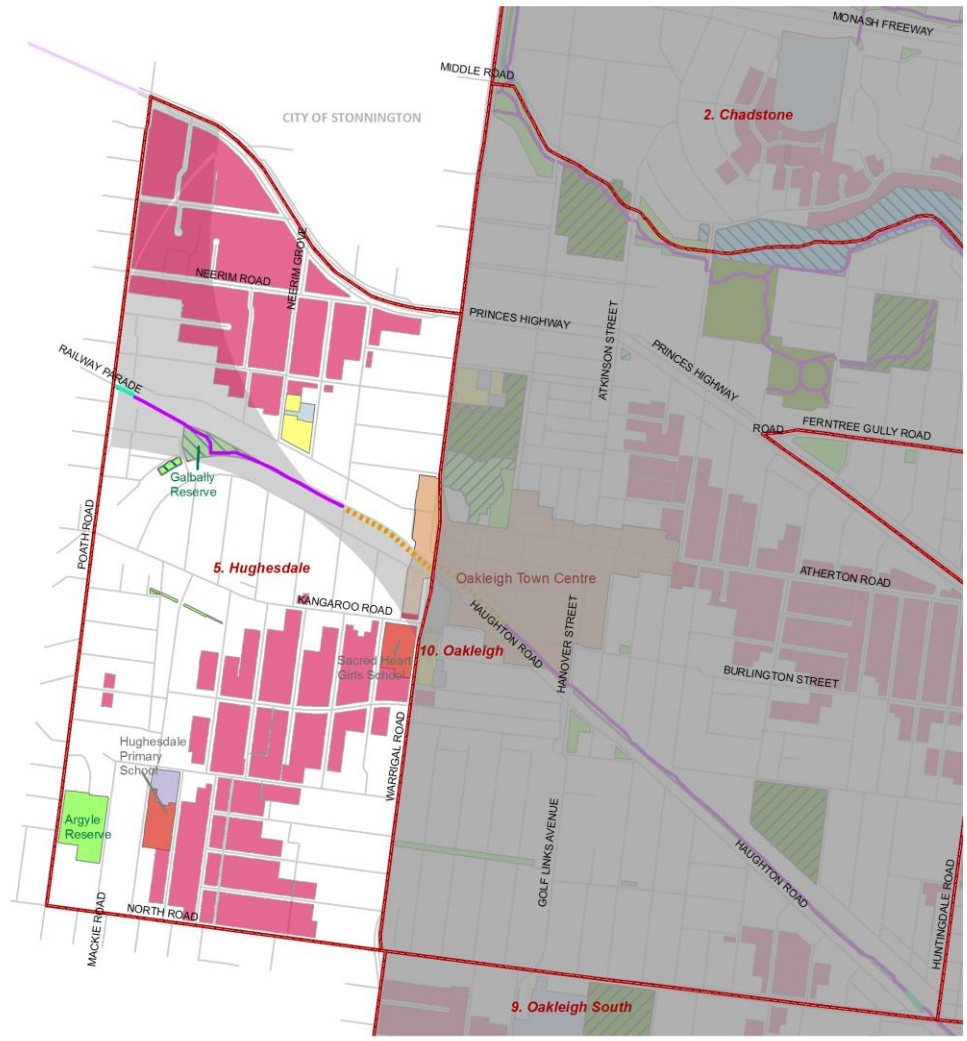 MONASH FREEWAY
MIDDLE ROAD
2. Chadstone
CITY OF STONNINGTON
NEERIM GROVE
NEERIM ROAD
PRINCES HIGHWAY
ATKINSON STREET
PRINCES HIGHWAY
RAILWAY PARADE
ROAD
FERNTREE GULLY ROAD
Galbally
Reserve
POATH ROAD
5. Hughesdale
Oakleigh Town Centre
ATHERTON ROAD
KANGAROO ROAD
HAUGHTON ROAD
HANOVER STREET
10. Oakleigh
Sacred Heart
Girls School
BURLINGTON STREET
WARRIGAL ROAD
Hughesdale
Primary
School
Argyle
Reserve
GOLF LINKS AVENUE
HAUGHTON ROAD
HUNTINGDALE ROAD
NORTH ROAD
MACKIE ROAD
9. Oakleigh South